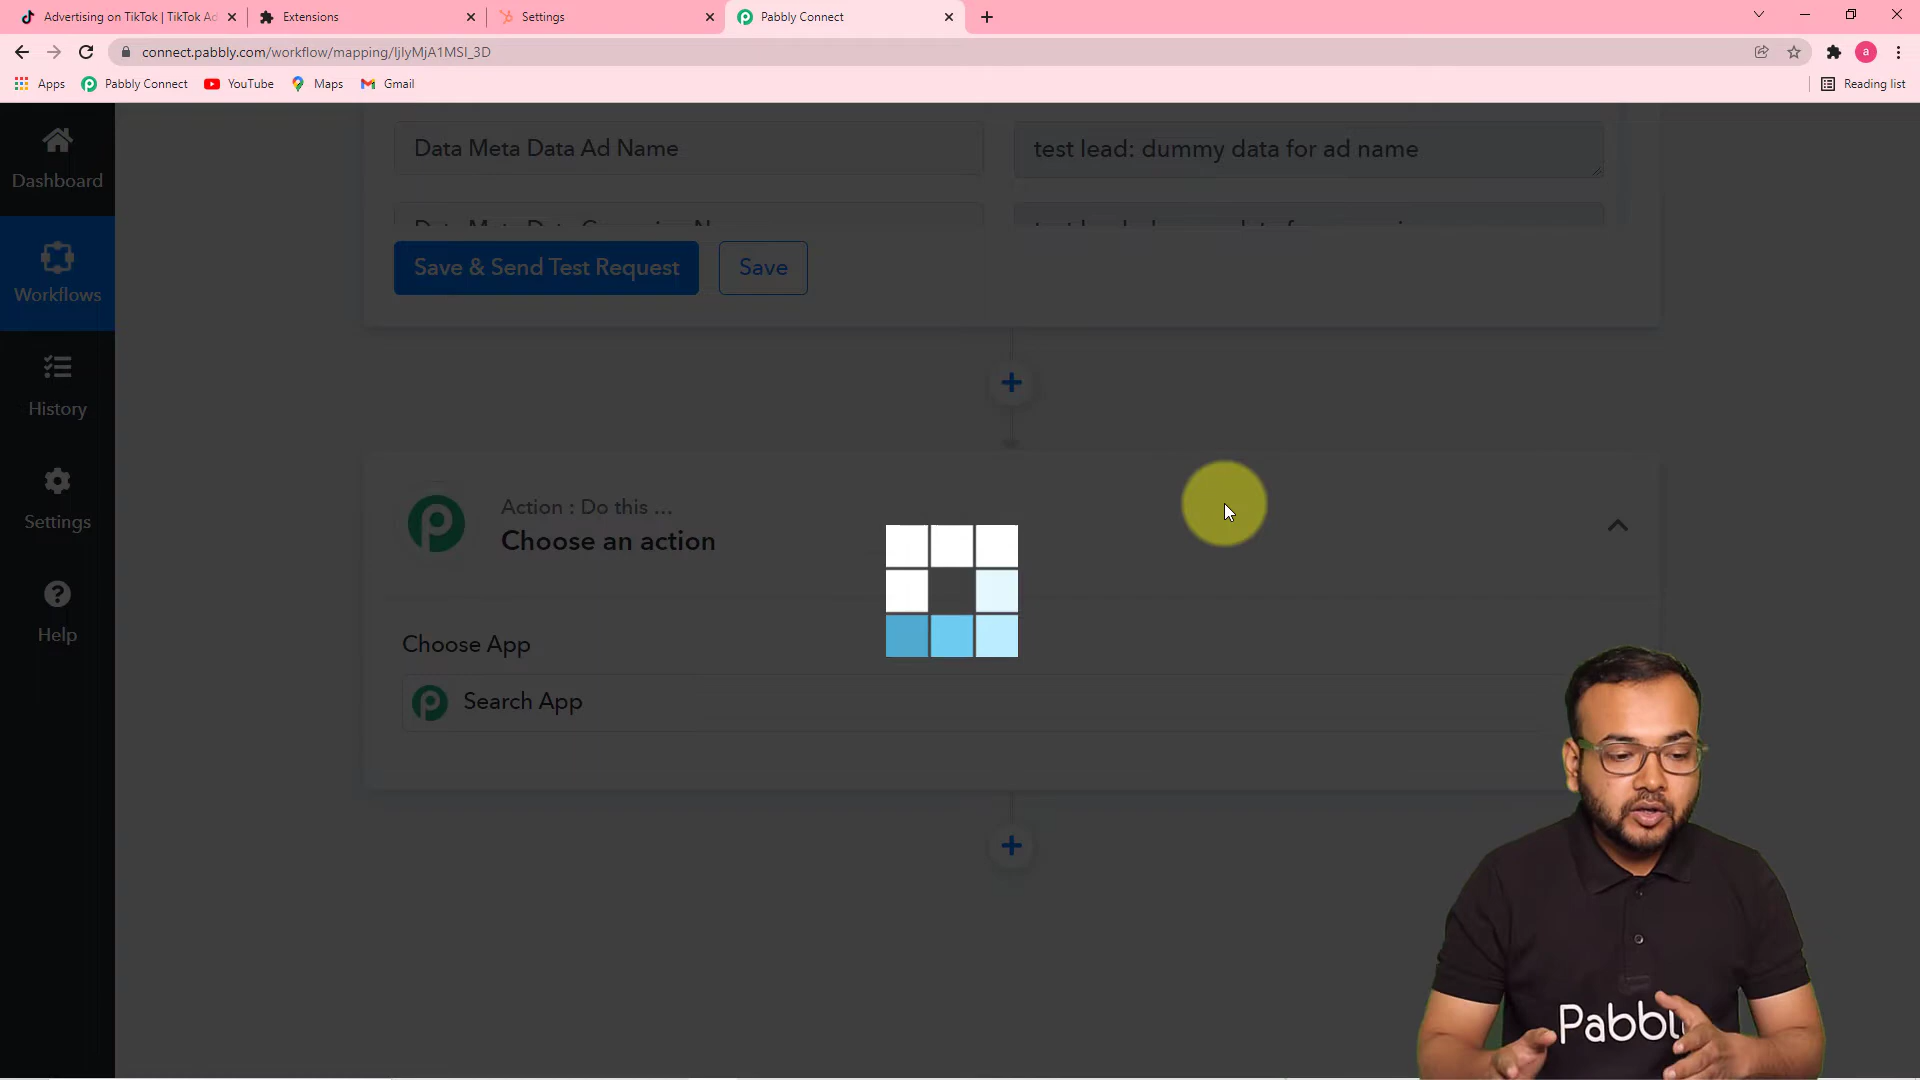 Advertising on TikTok | TikTok Ad
Extensions
Settings
Pabbly Connect
connect.pabbly.com/workflow/mapping/IjIyMjA1MSI_3D
a
Apps
Pabbly Connect
YouTube
Maps
Gmail
Reading list
Dashboard
Workflows
History
Settings
Help
Data Meta Data Ad Name
test lead: dummy data for ad name
Save & Send Test Request
Save
Action : Do this ...
Choose an action
Choose App
Search App
Pabbl